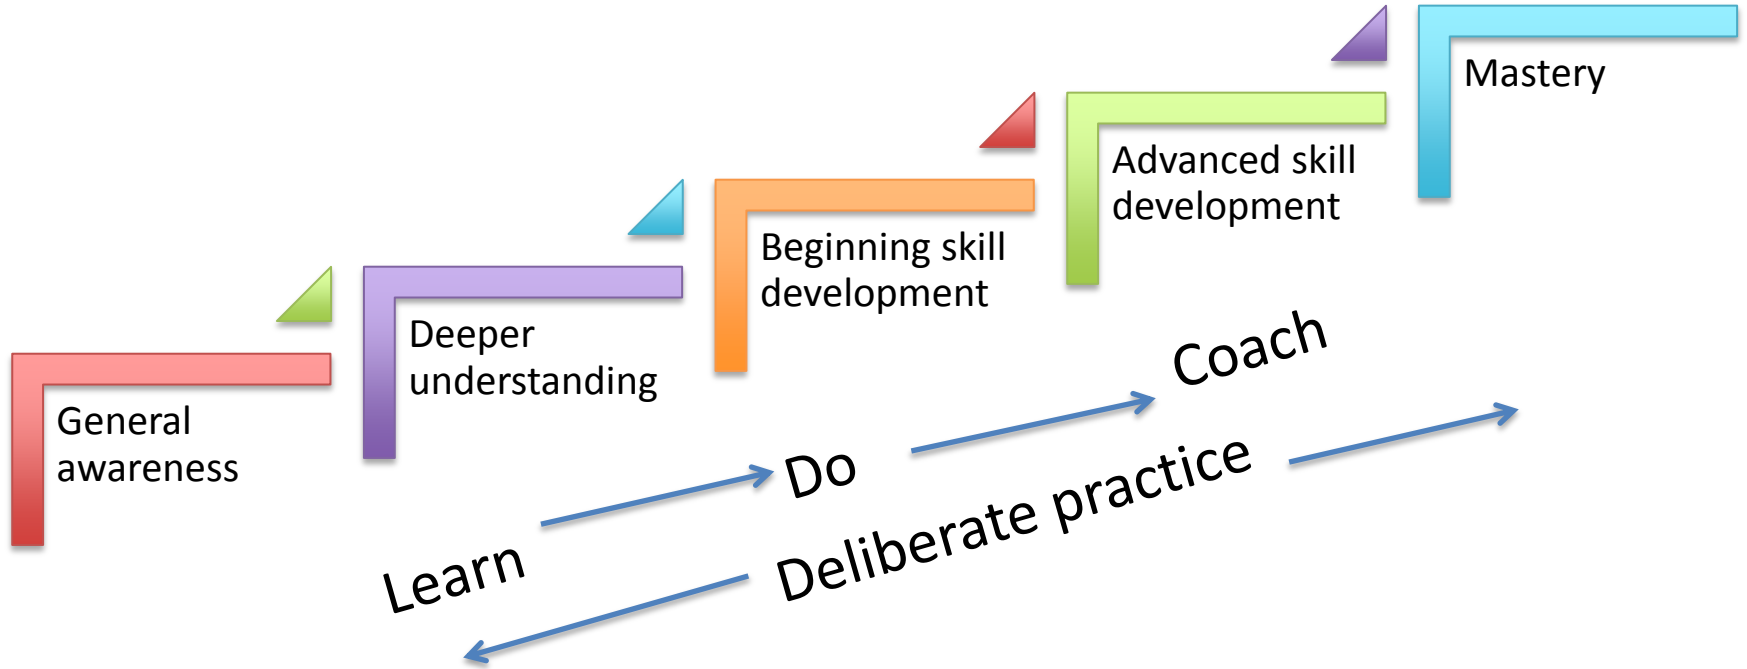 General
awareness
Deeper
understanding
Beginning skill
development
Advanced skill
development
Mastery
Learn
Do
Coach
Deliberate practice